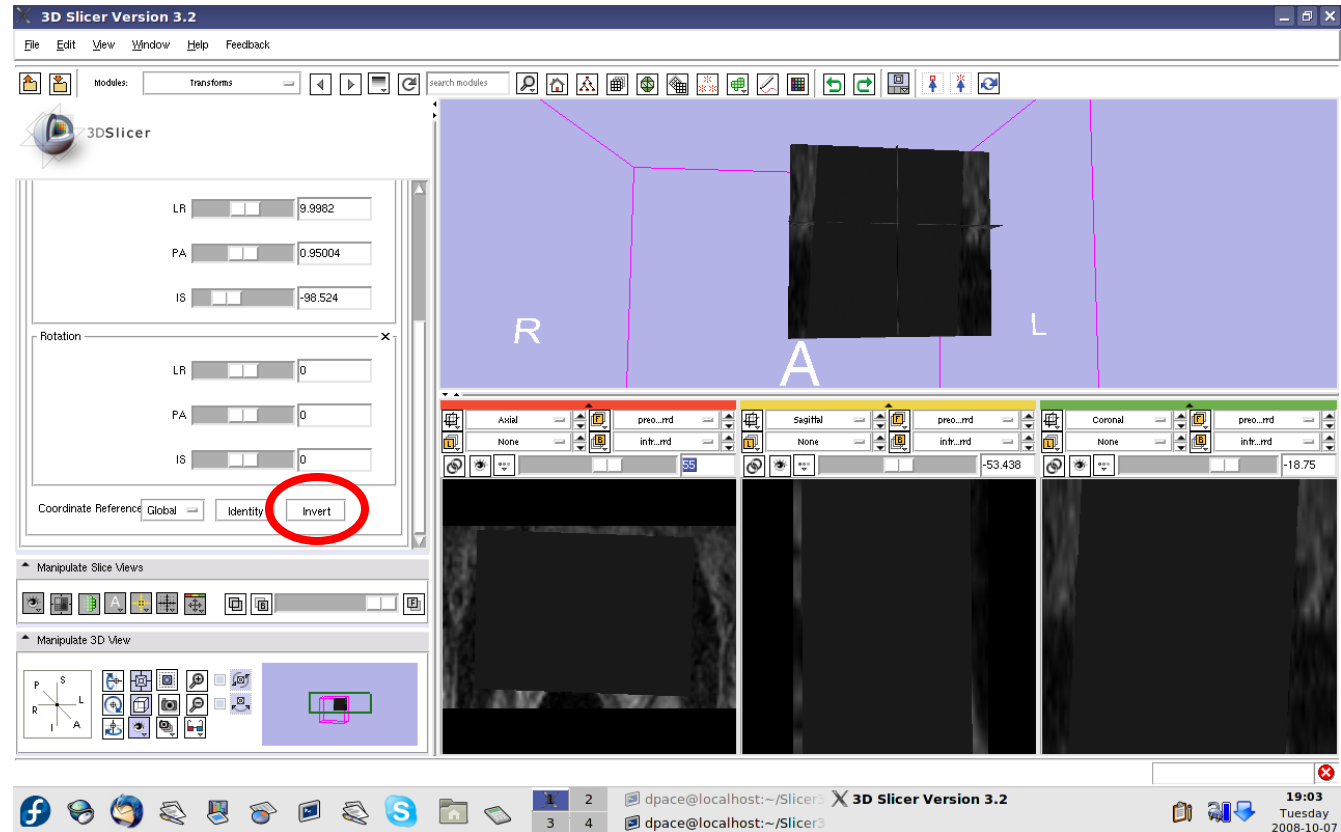 3D Slicer Version 3.2
File Edit View Window Help Feedback
Modules: Transforms search modules
3DSlicer
LR 9.9982
PA 0.95004
IS -98.524
Rotation
LR 0
PA 0
IS 0
Coordinate Reference Global Identity Invert
Manipulate Slice Views
Manipulate 3D View
P S L R I A
R A L
Axial preo...rrd Sagittal preo...rrd Coronal preo...rrd
None intr...rrd None intr...rrd None intr...rrd
55 -53.438 -18.75
1 2 3 4
dpace@localhost:~/Slicer3
dpace@localhost:~/Slicer3
3D Slicer Version 3.2
19:03
Tuesday
2008-10-07